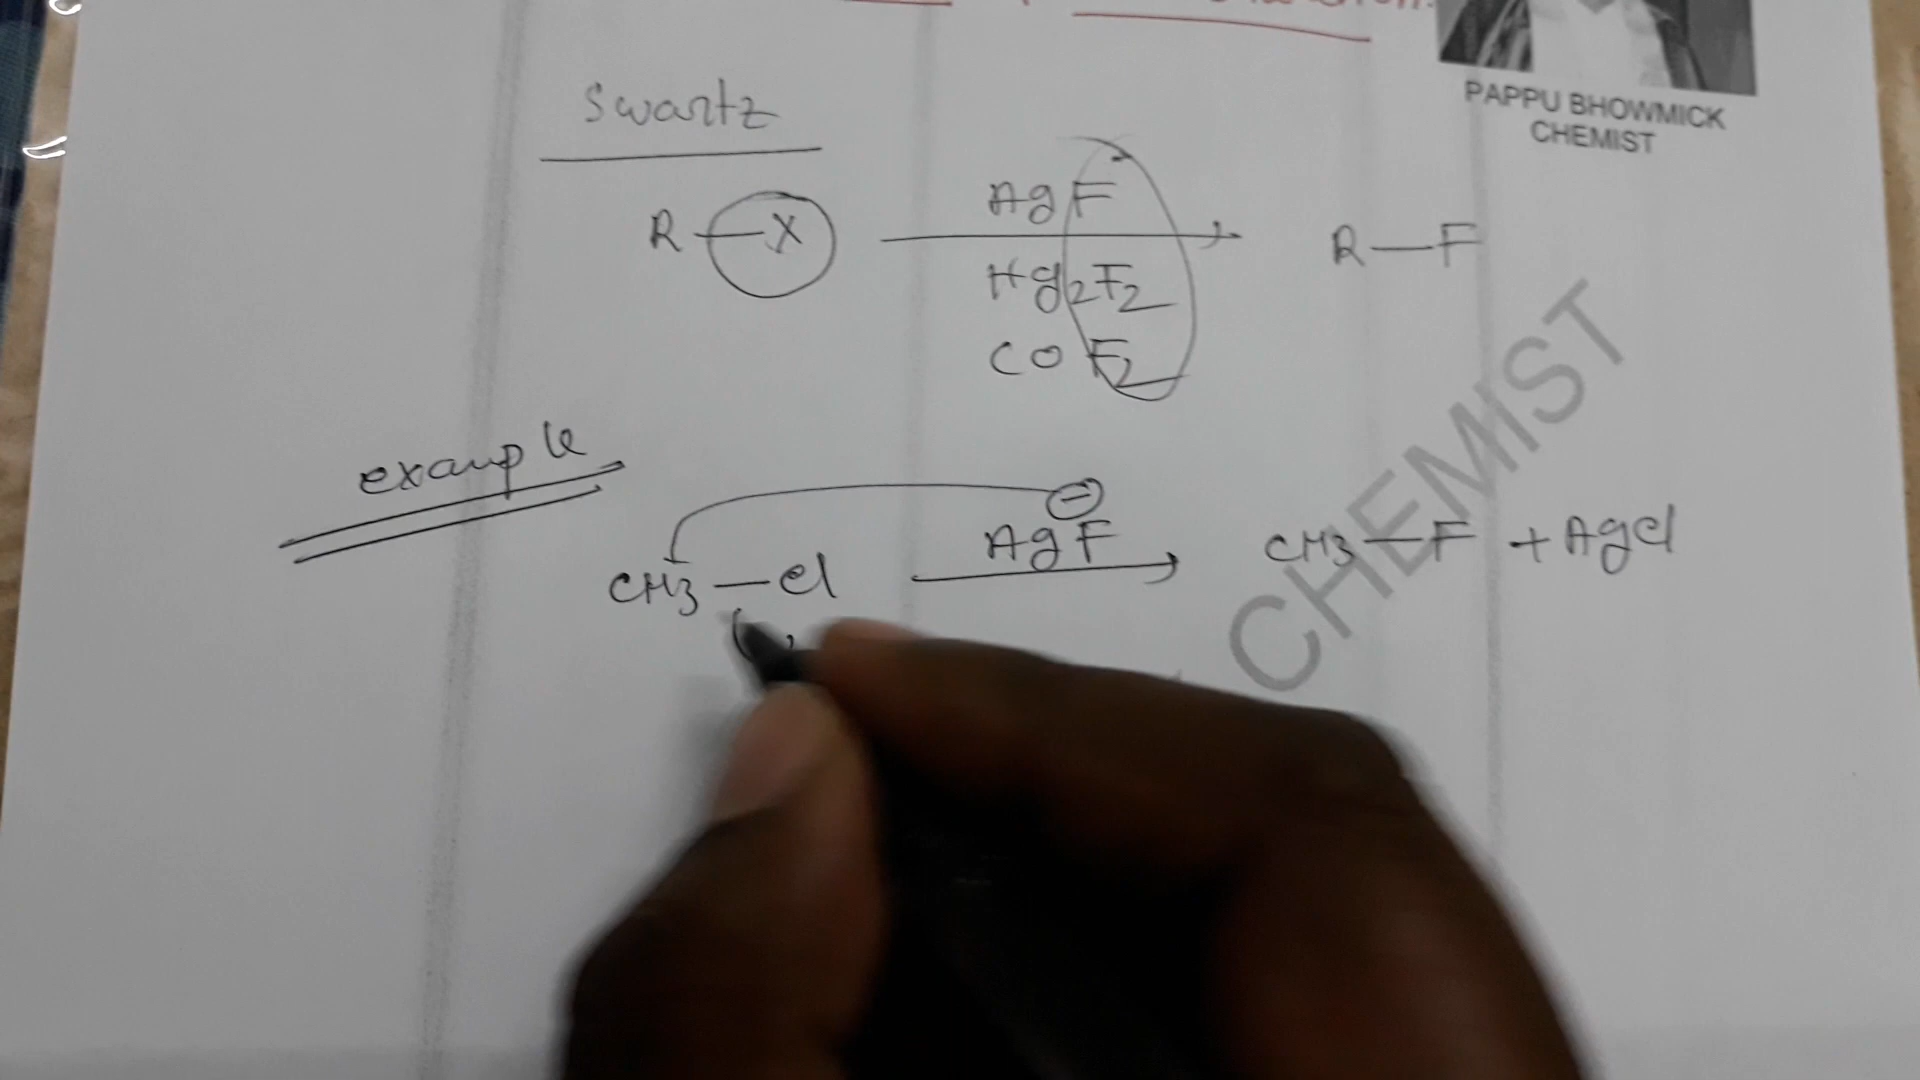 Swartz
PAPPU BHOWMICK
CHEMIST
R—X
AgF
Hg2F2
COF2
R—F
example
CH3—Cl
AgF
CH3—F + AgCl
CHEMIST